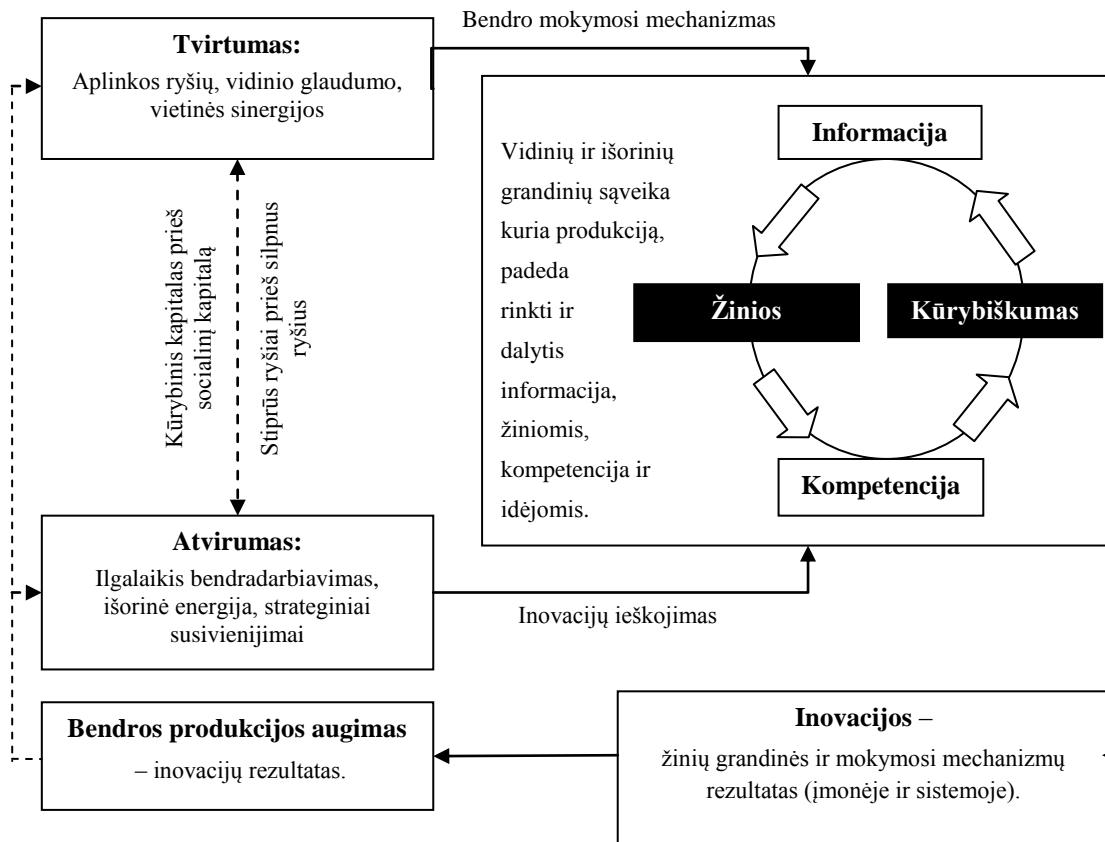 Bendro mokymosi mechanizmas
Tvirtumas:
Aplinkos ryšių, vidinio glaudumo,
vietinės sinergijos
Vidinių ir išorinių
grandinių sąveika
kuria produkciją,
padeda
rinkti ir
dalytis
informacija,
žiniomis,
kompetencija ir
idėjomis.
Informacija
Žinios
Kūrybiškumas
Kompetencija
Kūrybinis kapitalas prieš
socialinį kapitalą
Stiprūs ryšiai prieš silpnus
ryšius
Atvirumas:
Ilgalaikis bendradarbiavimas,
išorinė energija, strateginiai
susivienijimai
Inovacijų ieškojimas
Bendros produkcijos augimas
– inovacijų rezultatas.
Inovacijos –
žinių grandinės ir mokymosi mechanizmų
rezultatas (įmonėje ir sistemoje).